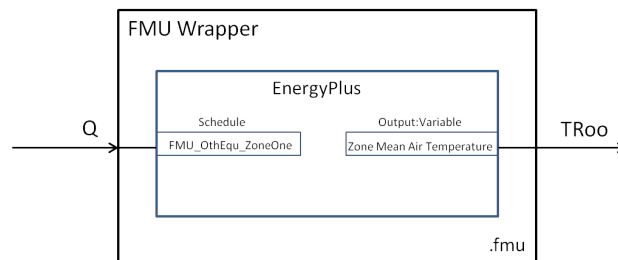 FMU Wrapper
EnergyPlus
Schedule
Output:Variable
Q
FMU_OthEqu_ZoneOne
Zone Mean Air Temperature
TRoo
.fmu